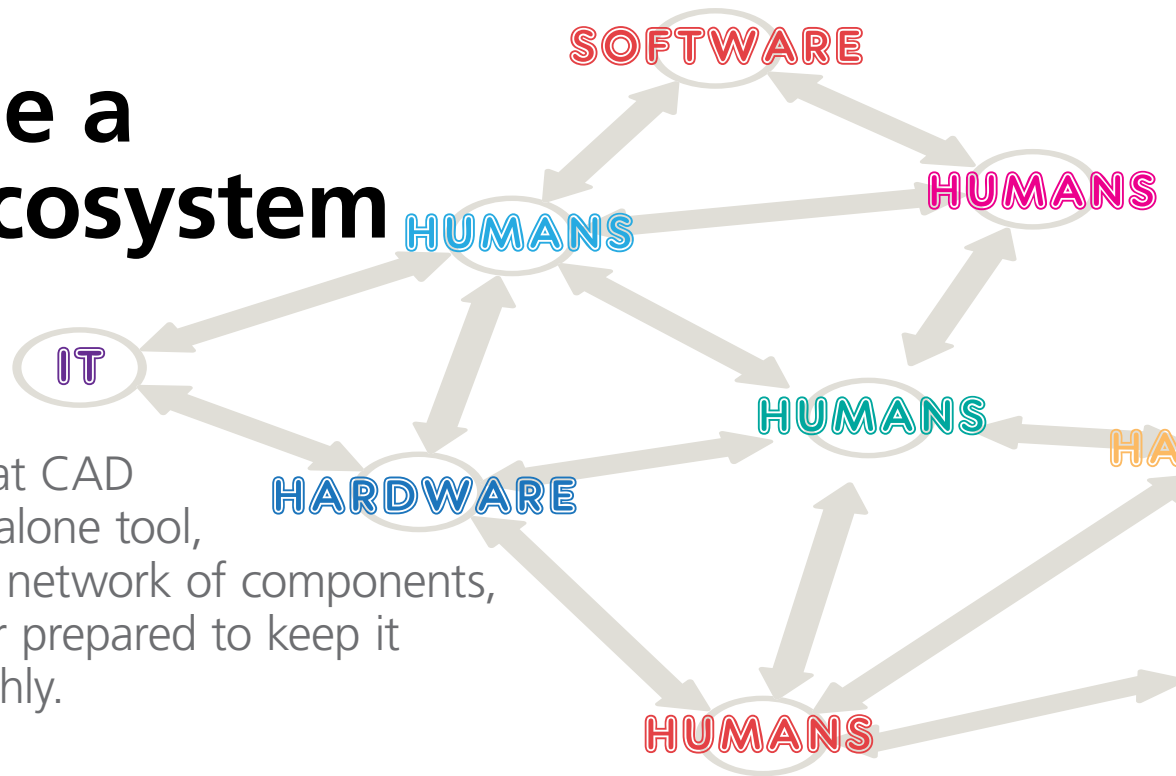 SOFTWARE
e a
cosystem
HUMANS
HUMANS
IT
HUMANS
HA
at CAD
HARDWARE
alone tool,
network of components,
r prepared to keep it
hly.
HUMANS